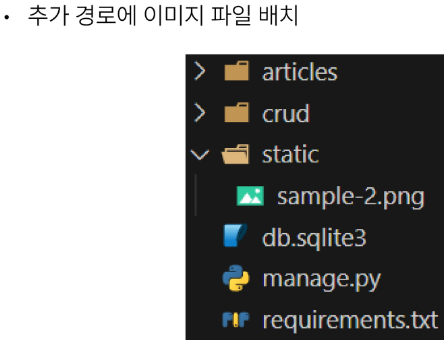 • 추가 경로에 이미지 파일 배치
articles
crud
static
sample-2.png
db.sqlite3
manage.py
requirements.txt